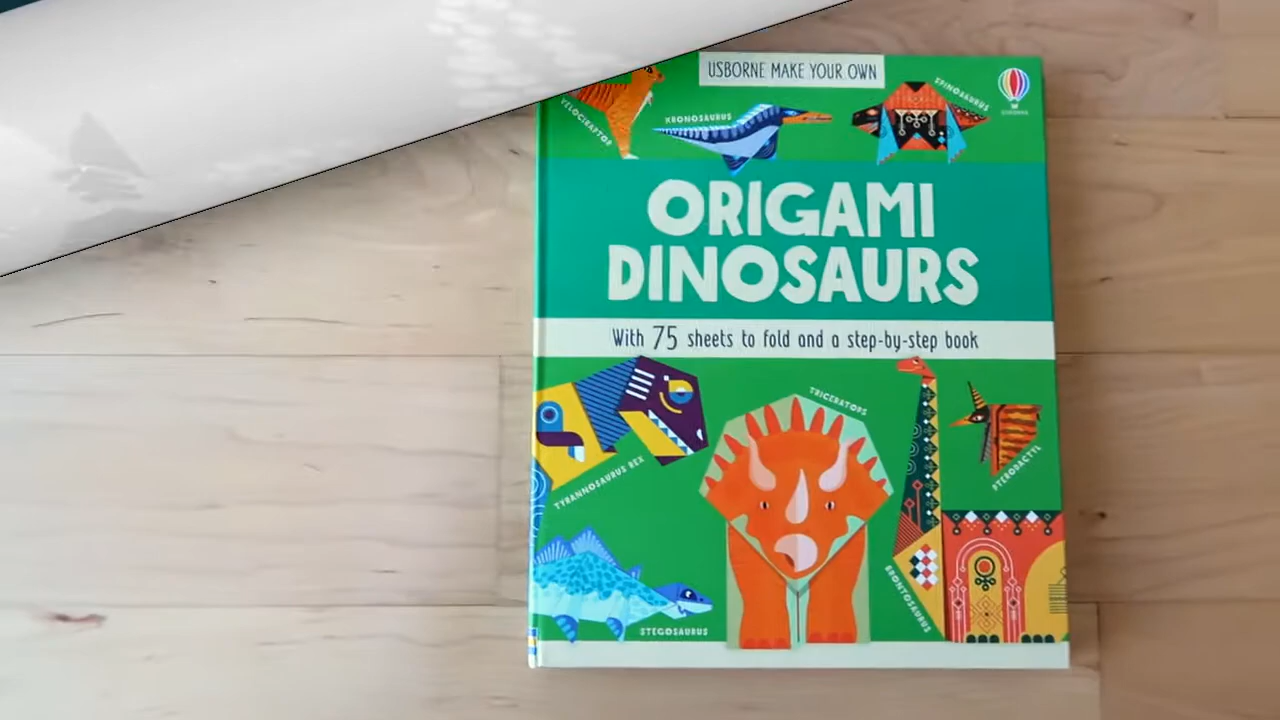 USBORNE MAKE YOUR OWN
VELOCIRAPTOR
KRONOSAURUS
SPINOSAURUS
USBORNE
ORIGAMI
DINOSAURS
With 75 sheets to fold and a step-by-step book
TYRANNOSAURUS REX
TRICERATOPS
PTERODACTYL
BRONTOSAURUS
STEGOSAURUS